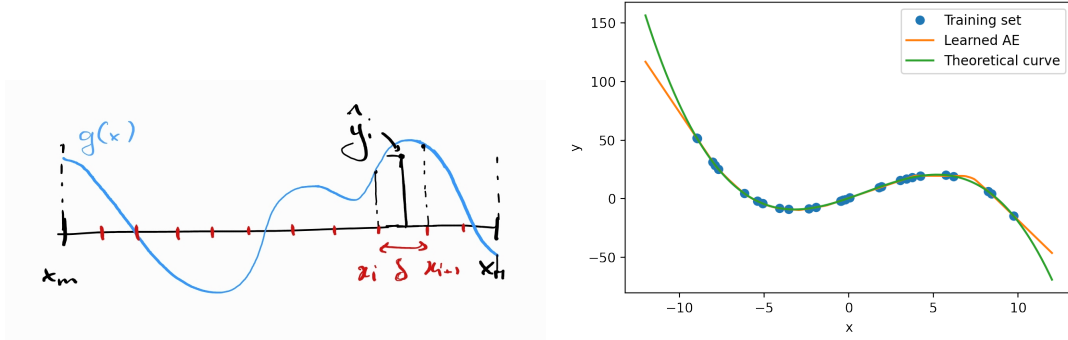 g(x)
ŷᵢ
xₘ
xᵢ δ xᵢ₊₁ x_M
Training set
Learned AE
Theoretical curve
y
150
100
50
0
−50
−10 −5 0 5 10
x